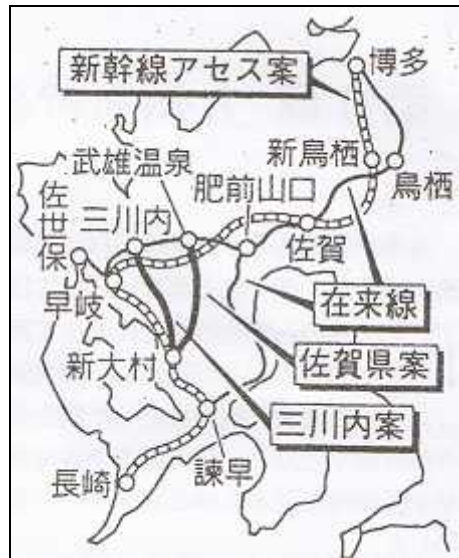 新幹線アセス案
博多
武雄温泉
新鳥栖
鳥栖
肥前山口
佐世保
三川内
佐賀
早岐
在来線
佐賀県案
新大村
三川内案
諫早
長崎